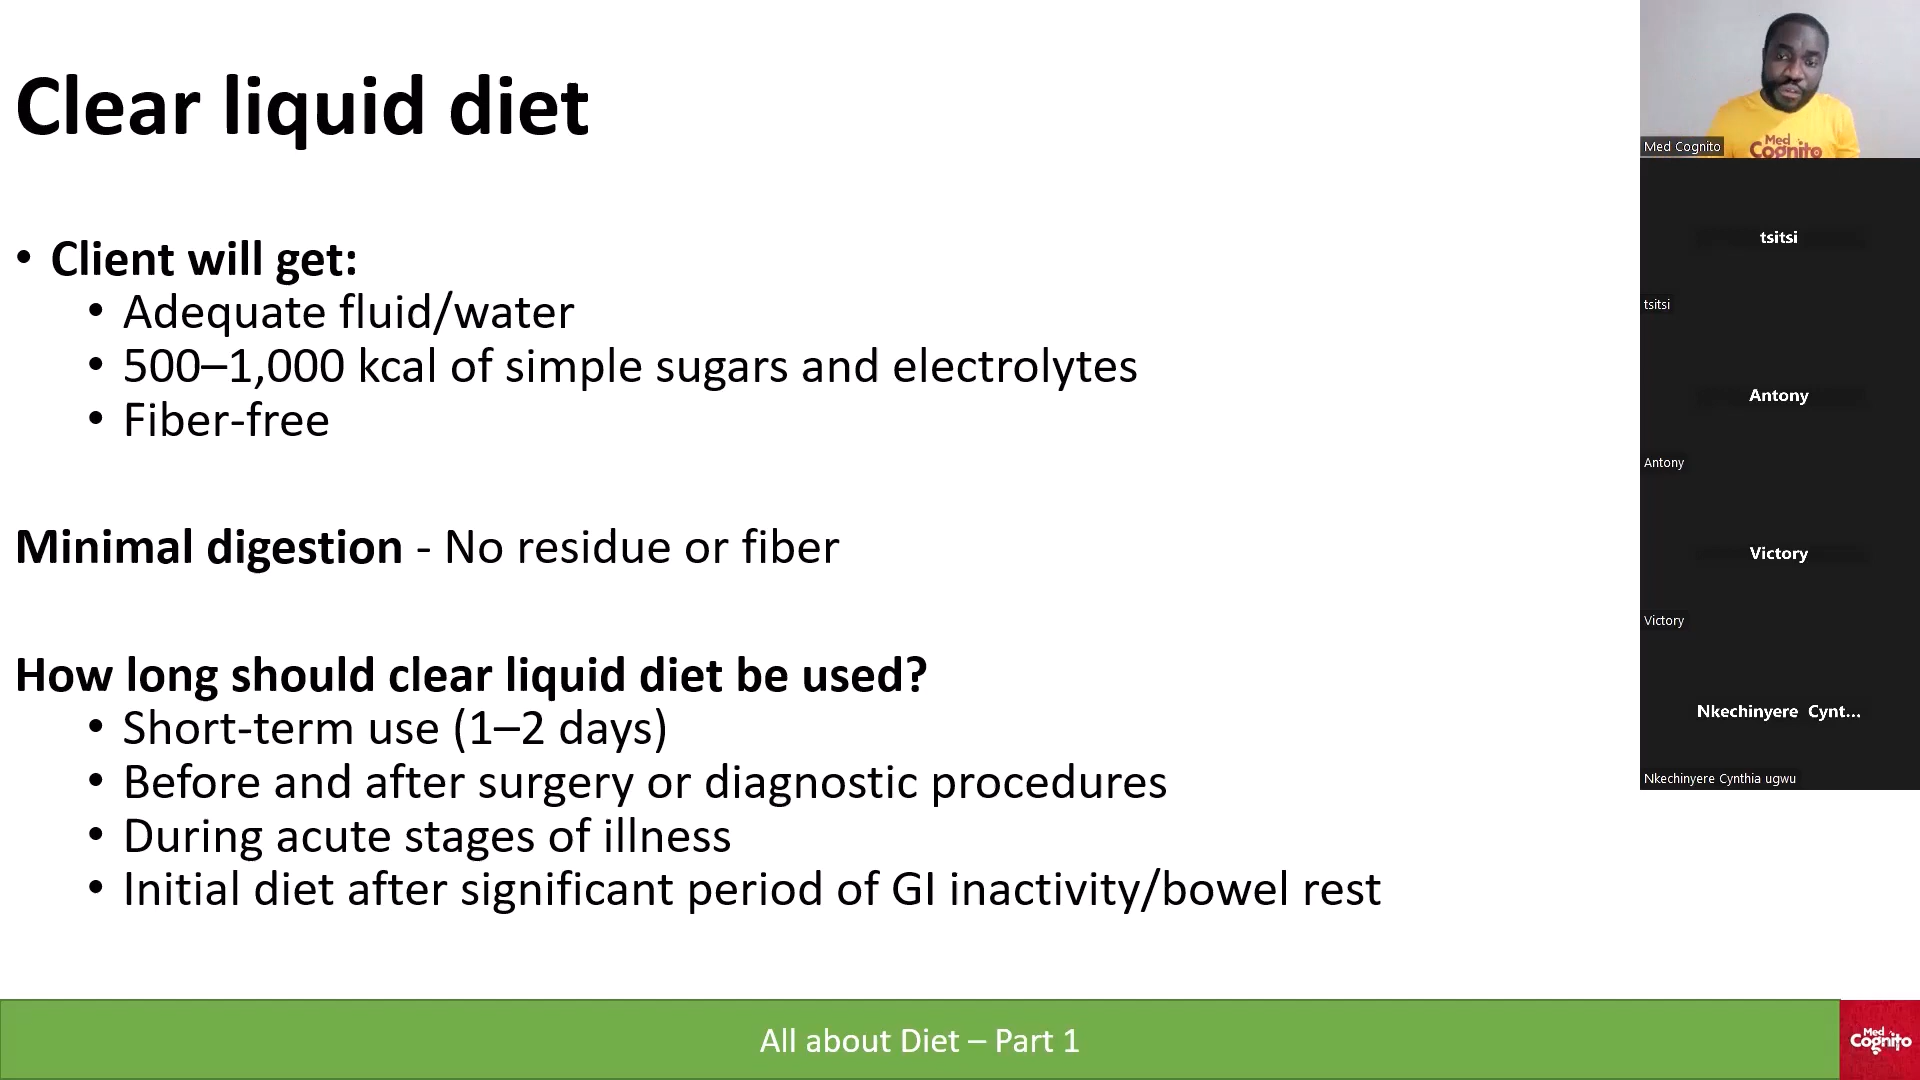 Clear liquid diet
• Client will get:
• Adequate fluid/water
• 500–1,000 kcal of simple sugars and electrolytes
• Fiber-free
Minimal digestion - No residue or fiber
How long should clear liquid diet be used?
• Short-term use (1–2 days)
• Before and after surgery or diagnostic procedures
• During acute stages of illness
• Initial diet after significant period of GI inactivity/bowel rest
All about Diet – Part 1
Med
Cognito
Med
Cognito
Med Cognito
tsitsi
tsitsi
Antony
Antony
Victory
Victory
Nkechinyere Cynt...
Nkechinyere Cynthia ugwu